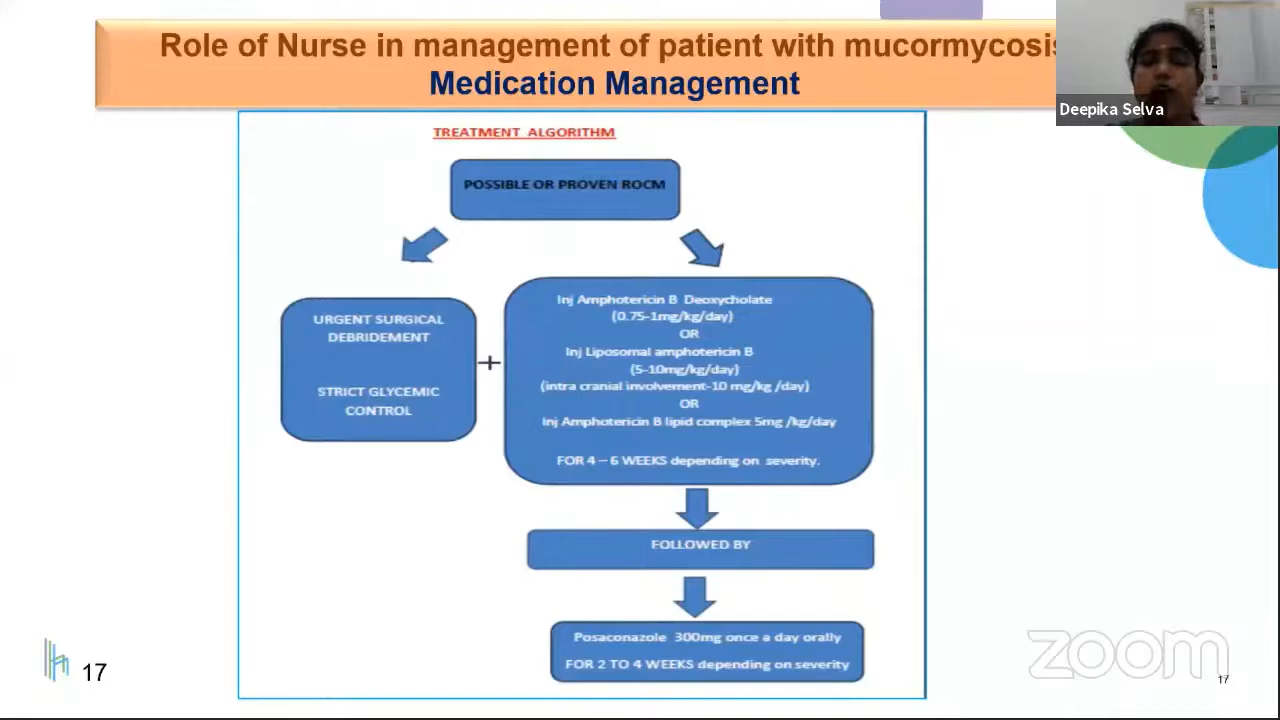 Role of Nurse in management of patient with mucormycosis
Medication Management
Deepika Selva
TREATMENT ALGORITHM
POSSIBLE OR PROVEN ROCM
URGENT SURGICAL
DEBRIDEMENT
STRICT GLYCEMIC
CONTROL
+
Inj Amphotericin B Deoxycholate
(0.75-1mg/kg/day)
OR
Inj Liposomal amphotericin B
(5-10mg/kg/day)
(intra cranial involvement-10 mg/kg /day)
OR
Inj Amphotericin B lipid complex 5mg /kg/day
FOR 4 – 6 WEEKS depending on severity.
FOLLOWED BY
Posaconazole 300mg once a day orally
FOR 2 TO 4 WEEKS depending on severity
17
zoom
17